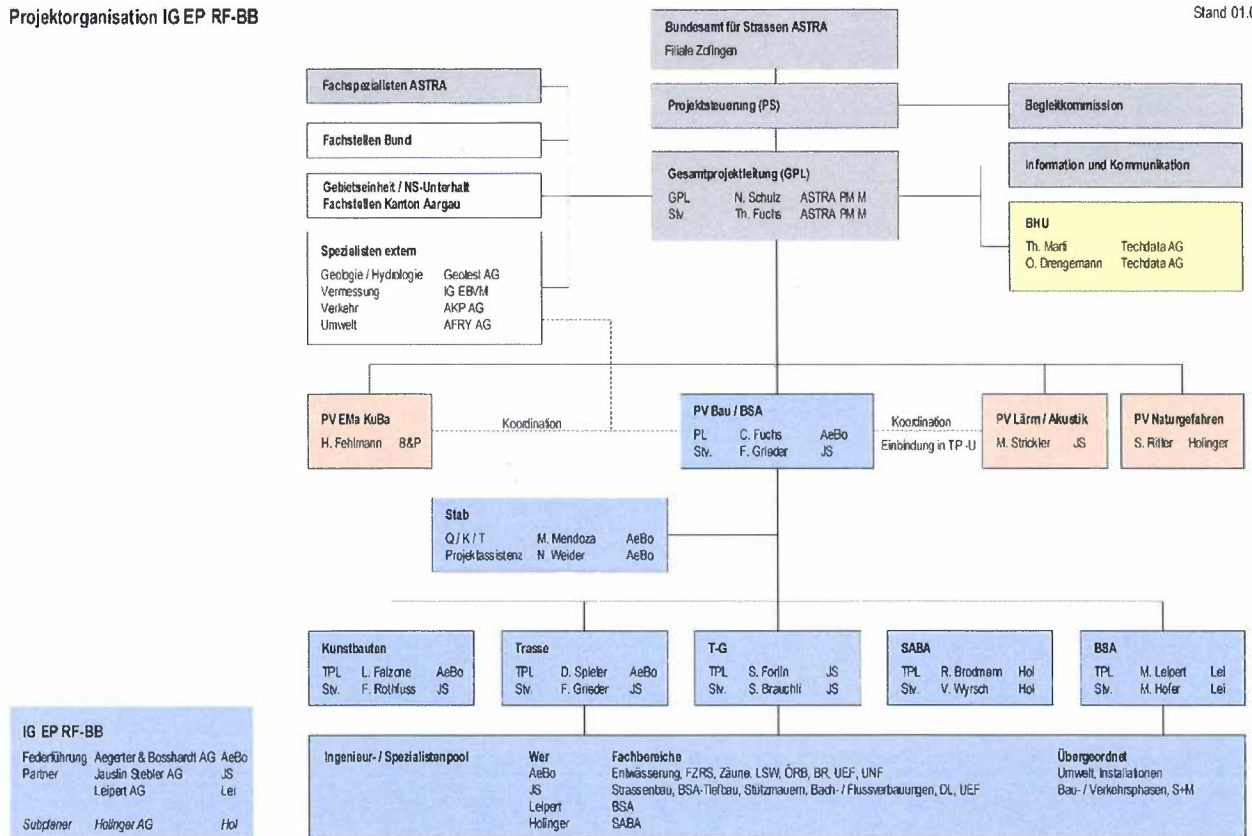 Projektorganisation IG EP RF-BB
Stand 01.0
Bundesamt für Strassen ASTRA
Filiale Zofingen
Fachspezialisten ASTRA
Projektsteuerung (PS)
Begleitkommission
Fachstellen Bund
Information und Kommunikation
Gesamtprojektleitung (GPL)
GPL N. Schulz ASTRA PM M
Stv. Th. Fuchs ASTRA PM M
Gebietseinheit / NS-Unterhalt
Fachstellen Kanton Aargau
BHU
Th. Marti Techdata AG
O. Drengemann Techdata AG
Spezialisten extern
Geologie / Hydrologie Geotest AG
Vermessung IG EBVM
Verkehr AKP AG
Umwelt AFRY AG
PV EMa KuBa
H. Fehlmann B&P
Koordination
PV Bau / BSA
PL C. Fuchs AeBo
Stv. F. Grieder JS
Koordination
Einbindung in TP-U
PV Lärm / Akustik
M. Strickler JS
PV Naturgefahren
S. Ritter Holinger
Stab
Q / K / T M. Mendoza AeBo
Projektassistenz N. Weider AeBo
Kunstbauten
TPL L. Falzone AeBo
Stv. F. Rothfuss JS
Trasse
TPL D. Spieler AeBo
Stv. F. Grieder JS
T-G
TPL S. Forlin JS
Stv. S. Brauchli JS
SABA
TPL R. Brodmann Hol
Stv. V. Wyrsch Hol
BSA
TPL M. Leipert Lei
Stv. M. Hofer Lei
IG EP RF-BB
Federführung Aegerter & Bosshardt AG AeBo
Partner Jauslin Stebler AG JS
Leipert AG Lei
Subplaner Holinger AG Hol
Ingenieur- / Spezialistenpool
Wer Fachbereiche
AeBo Entwässerung, FZRS, Zäune, LSW, ÖRB, BR, UEF, UNF
JS Strassenbau, BSA-Tiefbau, Stützmauern, Bach- / Flussverbauungen, DL, UEF
Leipert BSA
Holinger SABA
Übergeordnet
Umwelt, Installationen
Bau- / Verkehrsphasen, S+M